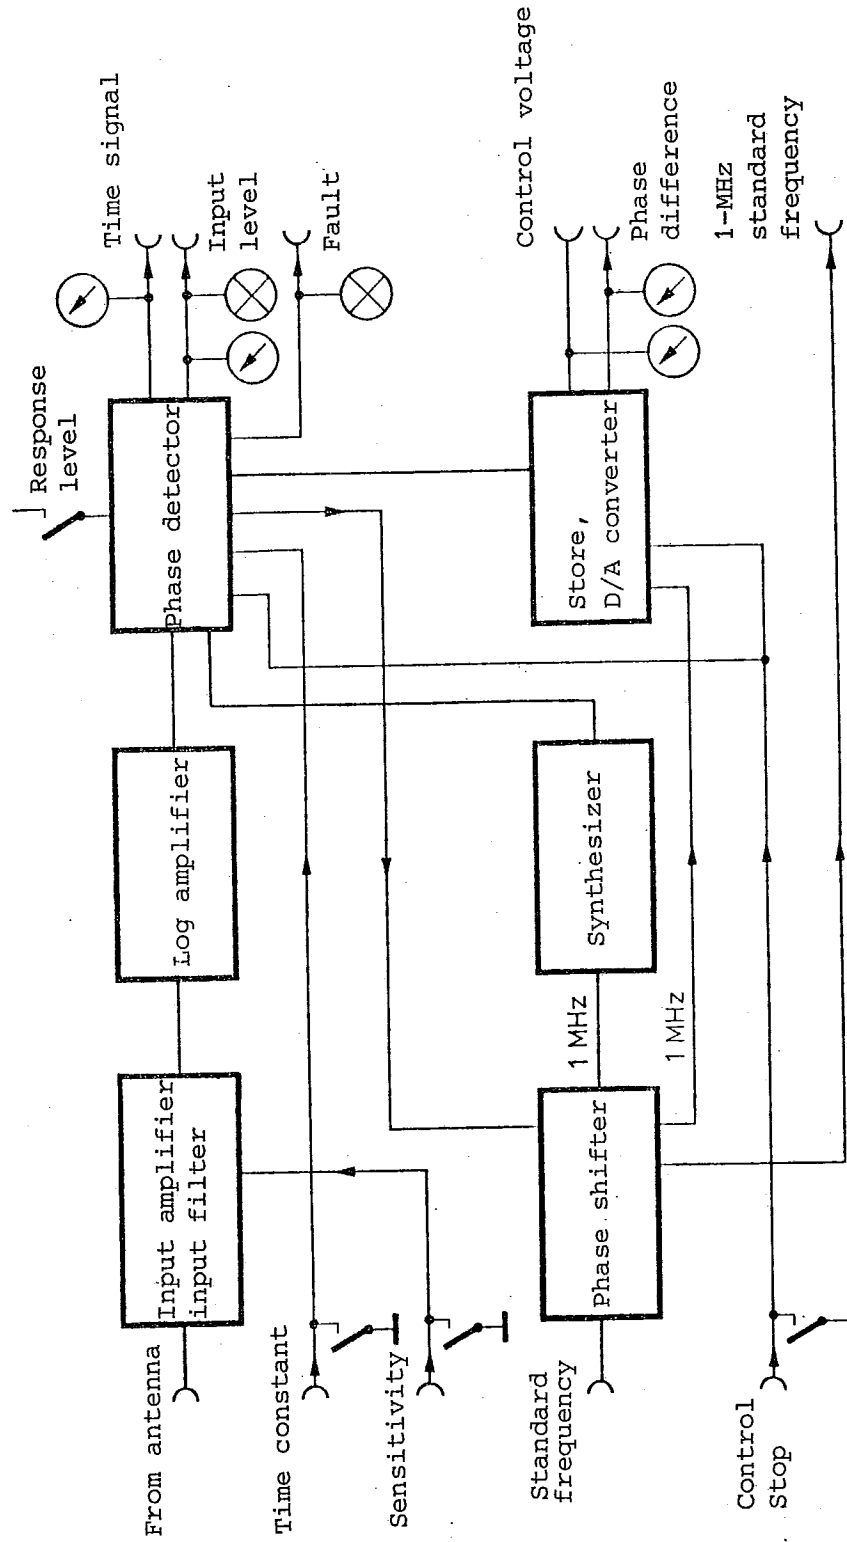 Response
level
Time signal
Input
level
Fault
Phase detector
Log amplifier
Input amplifier
input filter
From antenna
Time constant
Sensitivity
Control voltage
Phase
difference
1-MHz
standard
frequency
Store,
D/A converter
Synthesizer
1 MHz
1 MHz
Phase shifter
Standard
frequency
Control
Stop